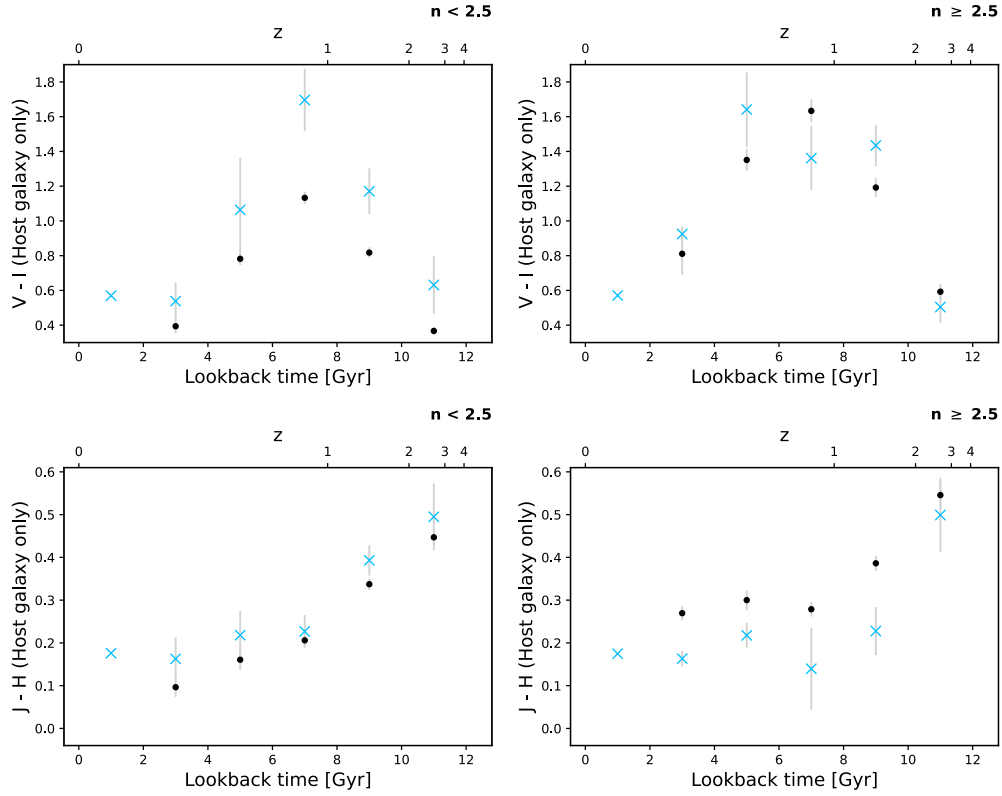 n < 2.5
z
0 1 2 3 4
V - I (Host galaxy only)
1.8
1.6
1.4
1.2
1.0
0.8
0.6
0.4
0 2 4 6 8 10 12
Lookback time [Gyr]
n ≥ 2.5
z
0 1 2 3 4
V - I (Host galaxy only)
1.8
1.6
1.4
1.2
1.0
0.8
0.6
0.4
0 2 4 6 8 10 12
Lookback time [Gyr]
n < 2.5
z
0 1 2 3 4
J - H (Host galaxy only)
0.6
0.5
0.4
0.3
0.2
0.1
0.0
0 2 4 6 8 10 12
Lookback time [Gyr]
n ≥ 2.5
z
0 1 2 3 4
J - H (Host galaxy only)
0.6
0.5
0.4
0.3
0.2
0.1
0.0
0 2 4 6 8 10 12
Lookback time [Gyr]